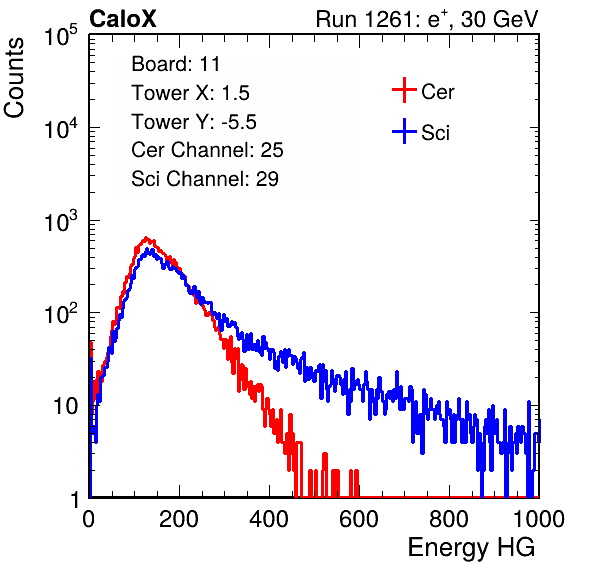 CaloX Run 1261: e⁺, 30 GeV
Counts
Board: 11
Tower X: 1.5
Tower Y: -5.5
Cer Channel: 25
Sci Channel: 29
Cer
Sci
10⁵
10⁴
10³
10²
10
1
0 200 400 600 800 1000
Energy HG